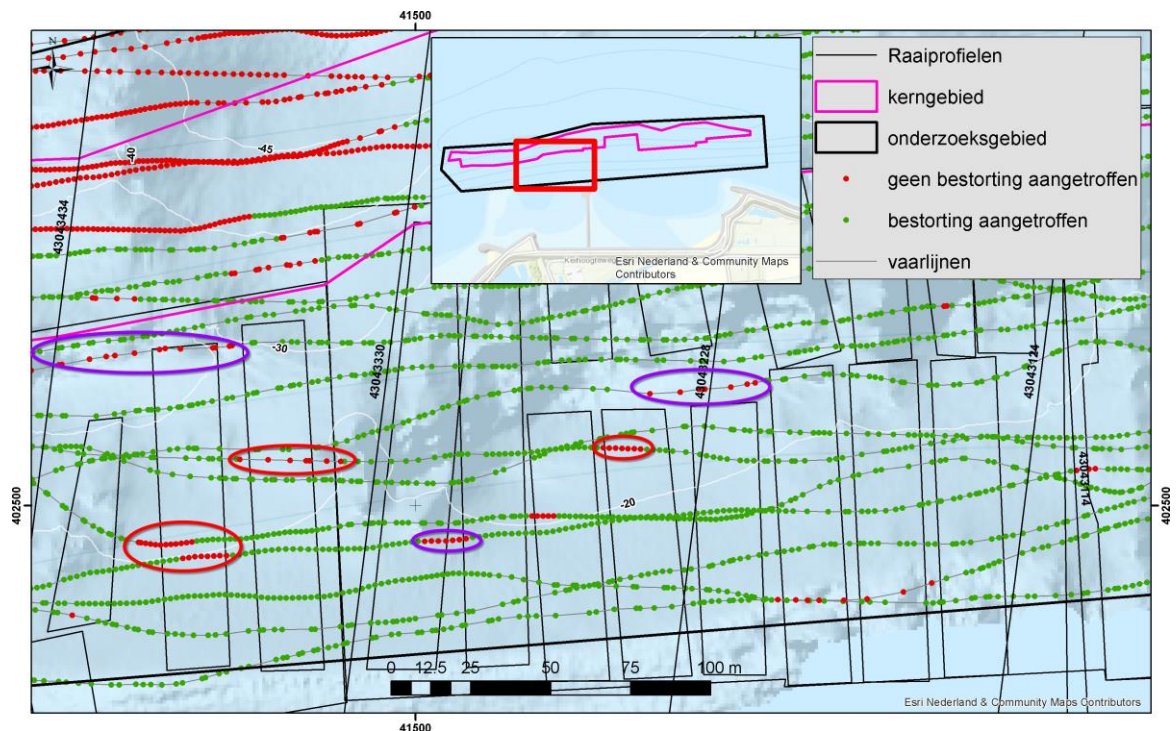 41500
Raaiprofielen
kerngebied
onderzoeksgebied
geen bestorting aangetroffen
bestorting aangetroffen
vaarlijnen
Esri Nederland & Community Maps
Contributors
N
-40
-45
43043434
-30
43043330
43043228
43043124
43043114
402500
402500
-20
0 12.5 25 50 75 100 m
Esri Nederland & Community Maps Contributors
41500